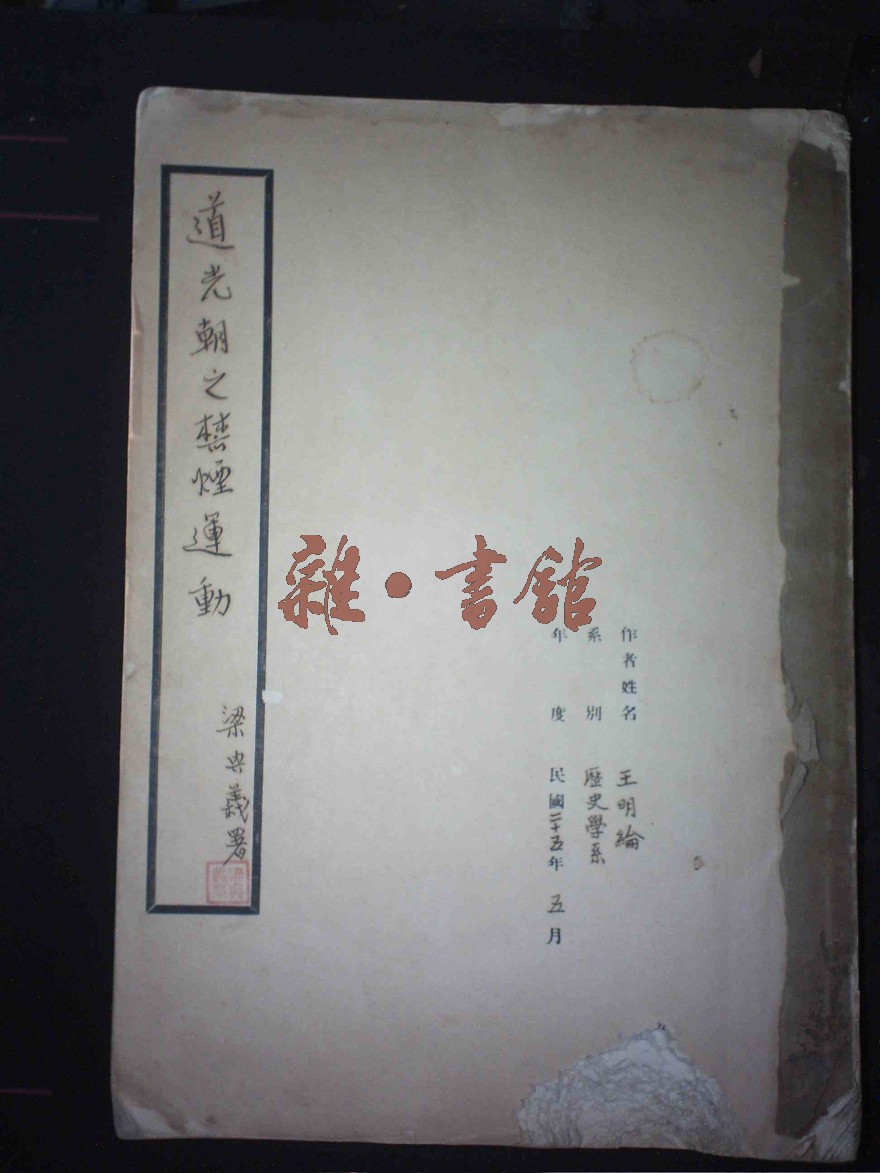 作者姓名 王明綸
系別 歷史學系
年度 民國二十五年五月
道光朝之禁煙運動
梁典義署
雜·書館